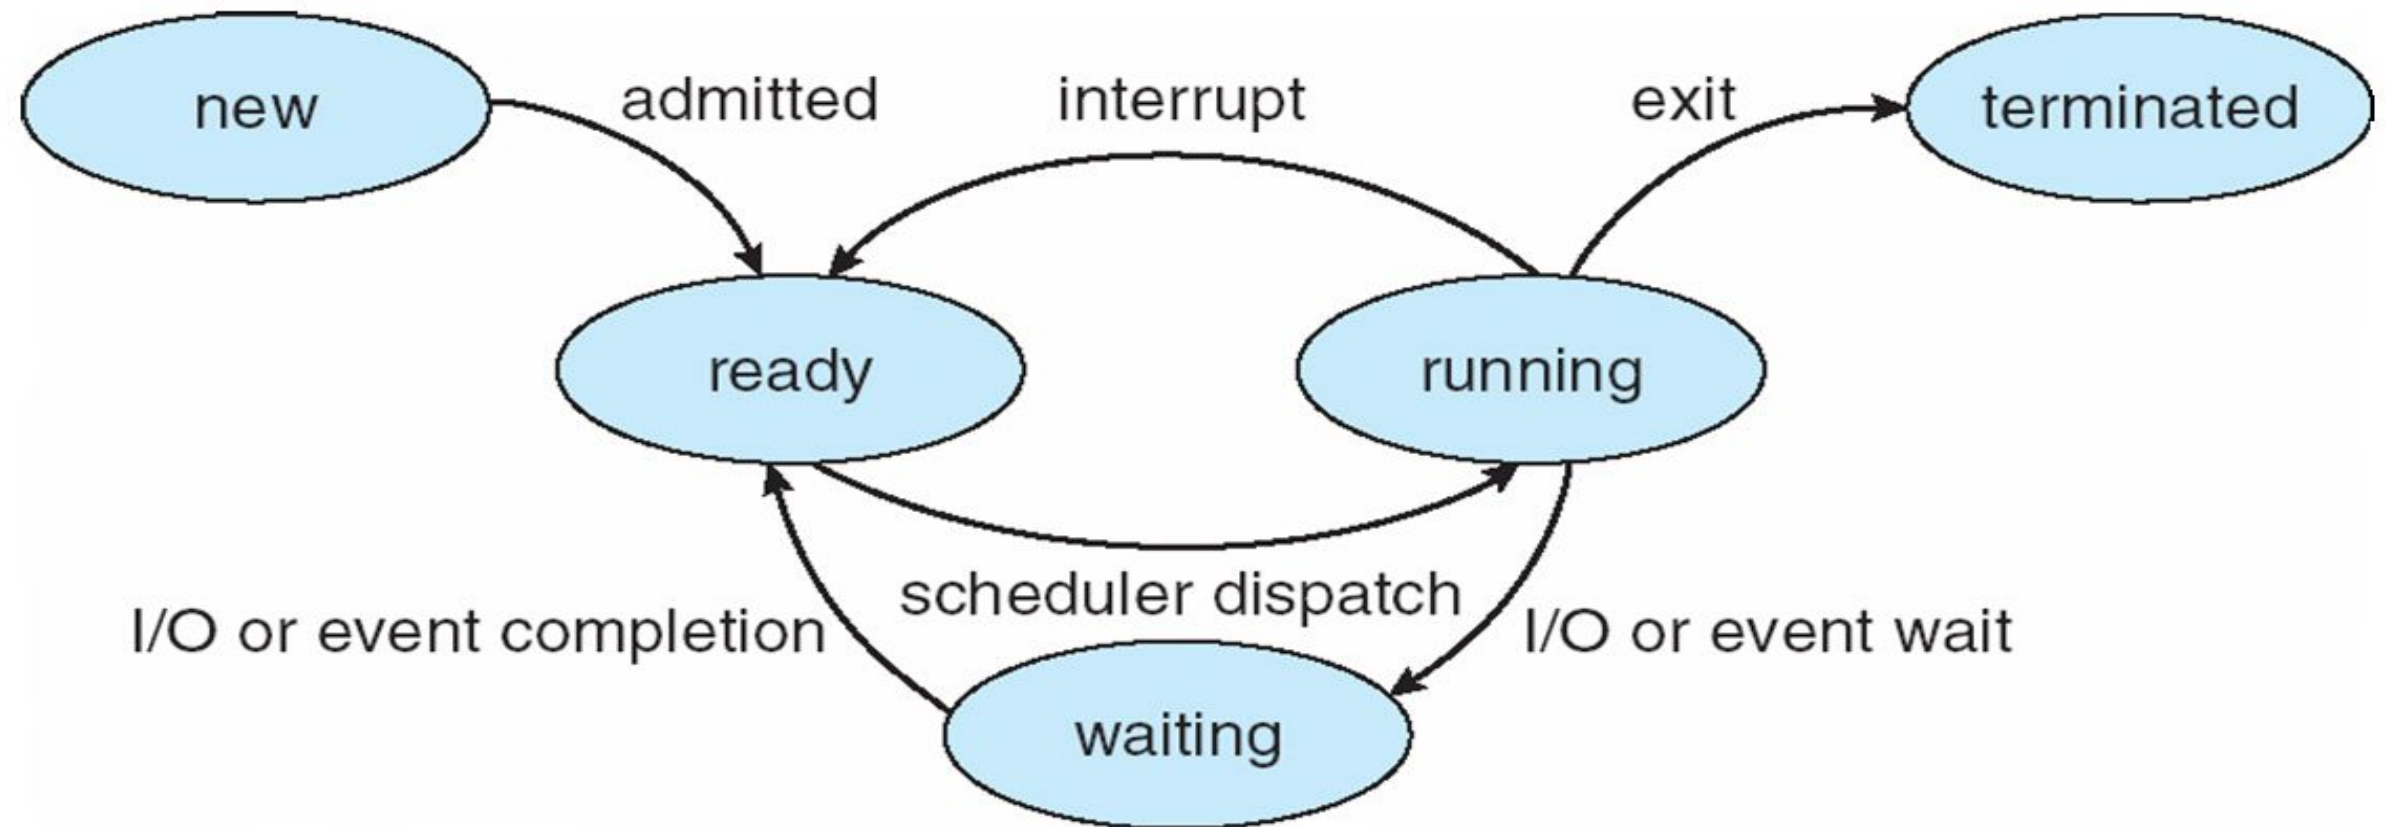 new
admitted
interrupt
exit
terminated
ready
running
scheduler dispatch
I/O or event completion
I/O or event wait
waiting